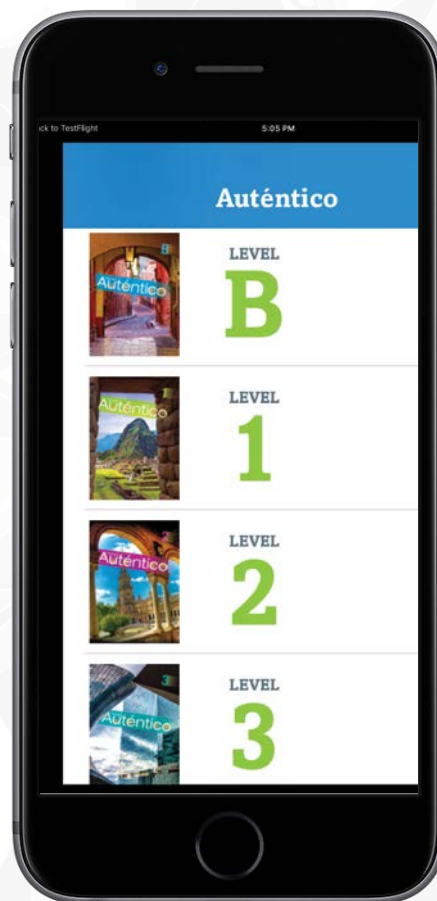 ck to TestFlight
5:05 PM
Auténtico
B
Auténtico
LEVEL
B
1
Auténtico
LEVEL
1
2
Auténtico
LEVEL
2
3
Auténtico
LEVEL
3